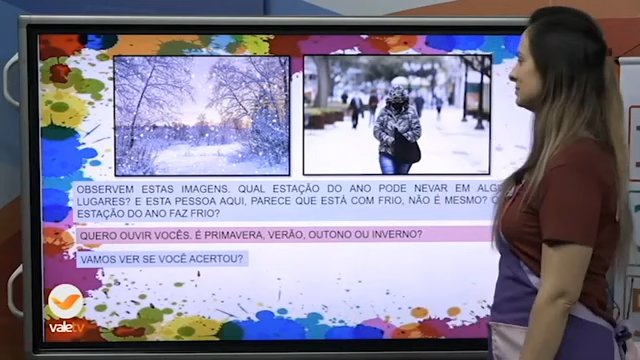 Vale
OBSERVEM ESTAS IMAGENS. QUAL ESTAÇÃO DO ANO PODE NEVAR EM
LUGARES? E ESTA PESSOA AQUI, PARECE QUE ESTÁ COM FRIO, NÃO É MESMO?
ESTAÇÃO DO ANO FAZ FRIO?
QUERO OUVIR VOCÊS. É PRIMAVERA, VERÃO, OUTONO OU INVERNO?
VAMOS VER SE VOCÊ ACERTOU?
valetv